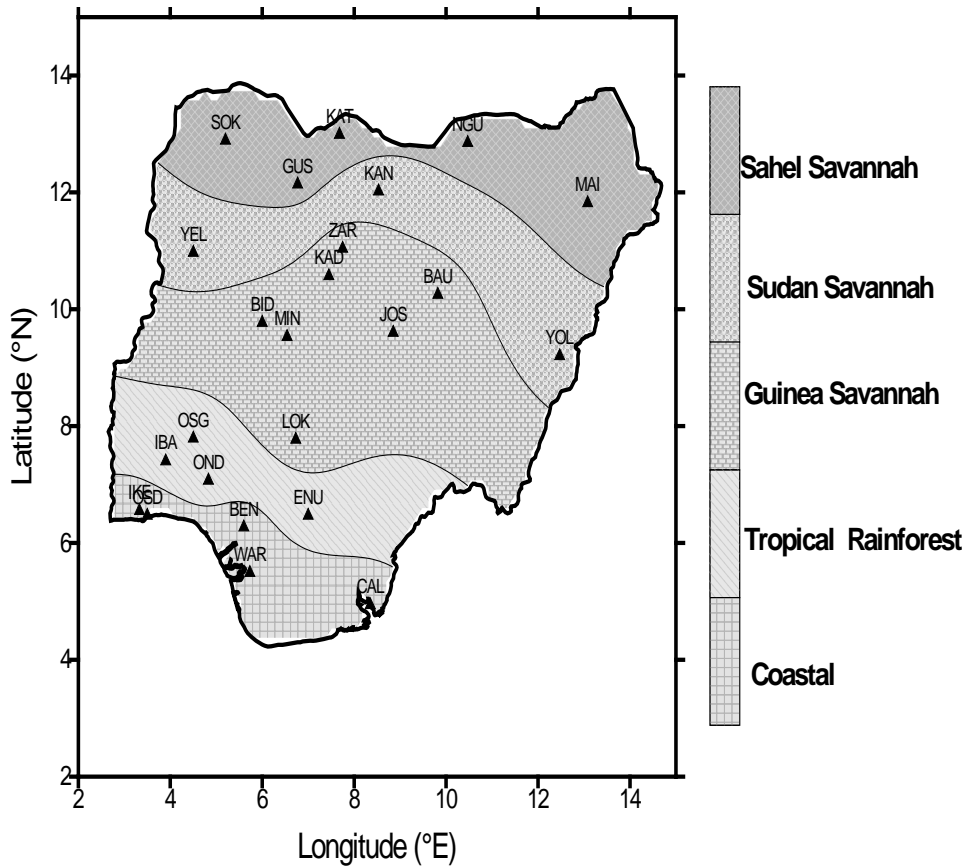 14
12
10
8
6
4
2
Latitude (°N)
SOK
KAT
NGU
GUS
KAN
MAI
YEL
ZAR
KAD
BAU
BID
MIN
JOS
YOL
OSG
LOK
IBA
OND
IKE
OSD
BEN
ENU
WAR
CAL
2 4 6 8 10 12 14
Longitude (°E)
Sahel Savannah
Sudan Savannah
Guinea Savannah
Tropical Rainforest
Coastal